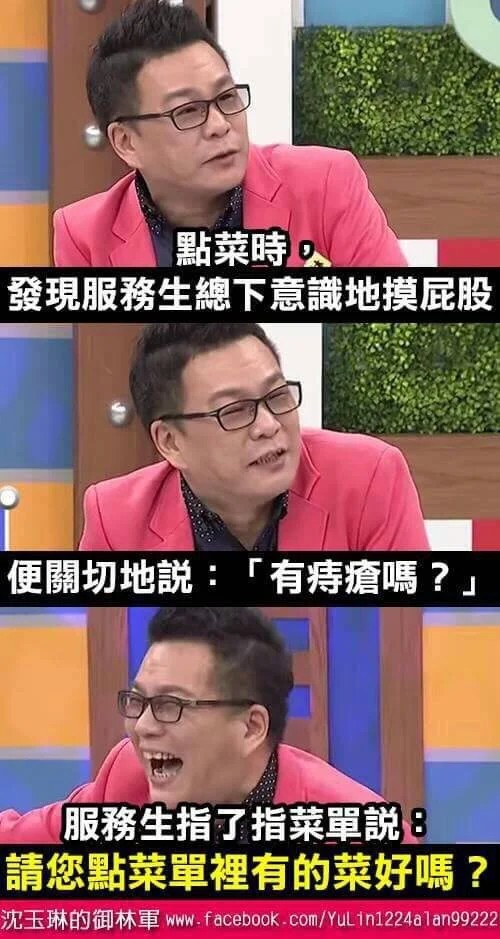 點菜時，
發現服務生總下意識地摸屁股
便關切地說：「有痔瘡嗎？」
服務生指了指菜單說：
請您點菜單裡有的菜好嗎？
沈玉琳的御林軍 www.facebook.com/YuLin1224alan99222